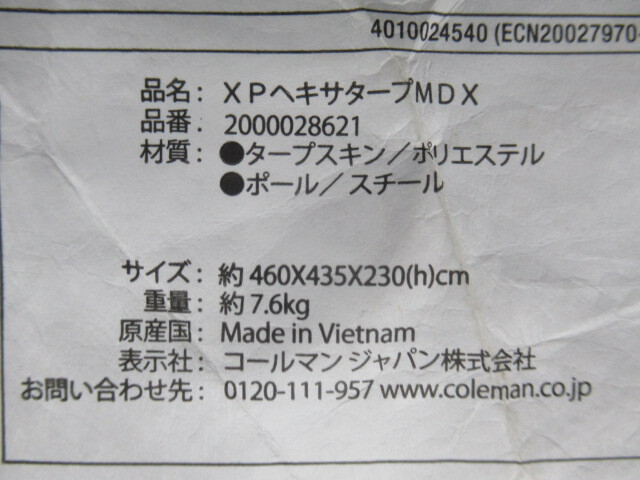 4010024540 (ECN20027970-
品名： ＸＰヘキサタープＭＤＸ
品番： 2000028621
材質： ●タープスキン／ポリエステル
●ポール／スチール
サイズ： 約 460X435X230(h)cm
重量： 約 7.6kg
原産国： Made in Vietnam
表示社： コールマン ジャパン株式会社
お問い合わせ先： 0120-111-957 www.coleman.co.jp